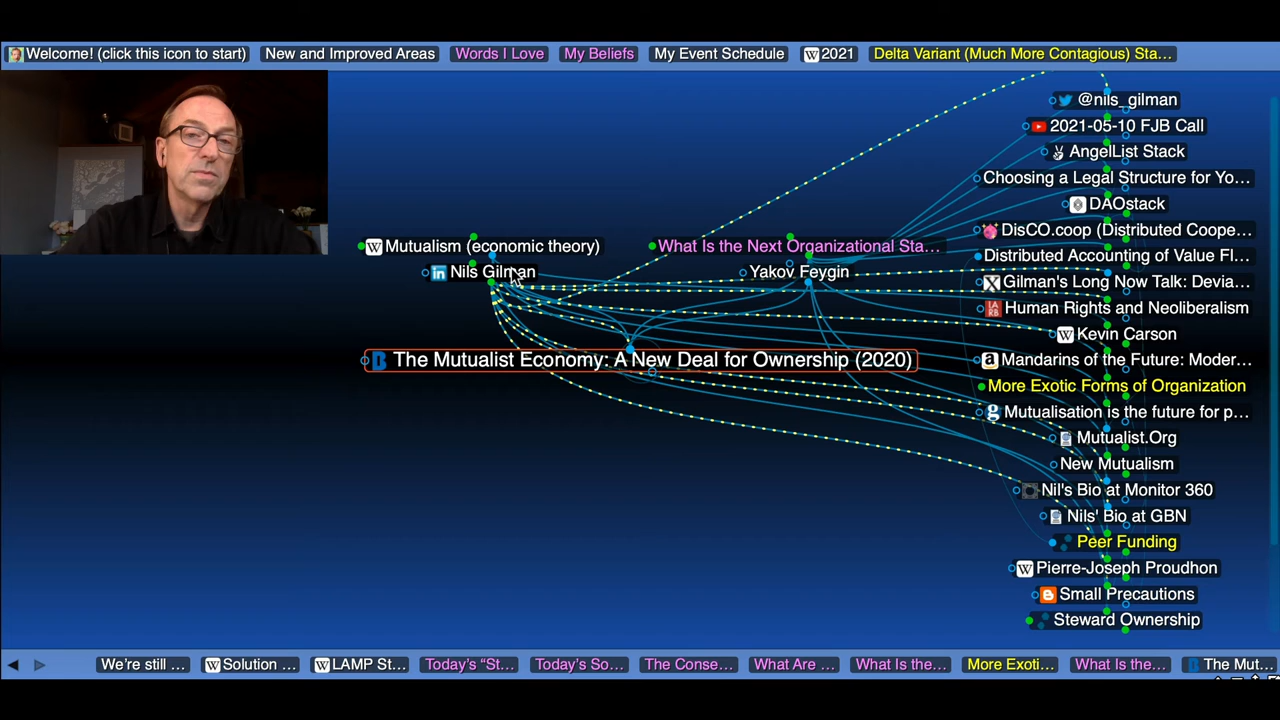 Welcome! (click this icon to start) New and Improved Areas Words I Love My Beliefs My Event Schedule W 2021 Delta Variant (Much More Contagious) Sta...
@nils_gilman
2021-05-10 FJB Call
AngelList Stack
Choosing a Legal Structure for Yo...
DAOstack
DisCO.coop (Distributed Coope...
W Mutualism (economic theory) What Is the Next Organizational Sta...
Distributed Accounting of Value Fl...
in Nils Gilman Yakov Feygin
X Gilman's Long Now Talk: Devia...
LARB Human Rights and Neoliberalism
W Kevin Carson
B The Mutualist Economy: A New Deal for Ownership (2020)
a Mandarins of the Future: Moder...
More Exotic Forms of Organization
g Mutualisation is the future for p...
Mutualist.Org
New Mutualism
Nil's Bio at Monitor 360
Nils' Bio at GBN
Peer Funding
W Pierre-Joseph Proudhon
Small Precautions
Steward Ownership
We're still ... W Solution ... W LAMP St... Today's “St... Today's So... The Conse... What Are ... What Is the... More Exoti... What Is the... B The Mut...